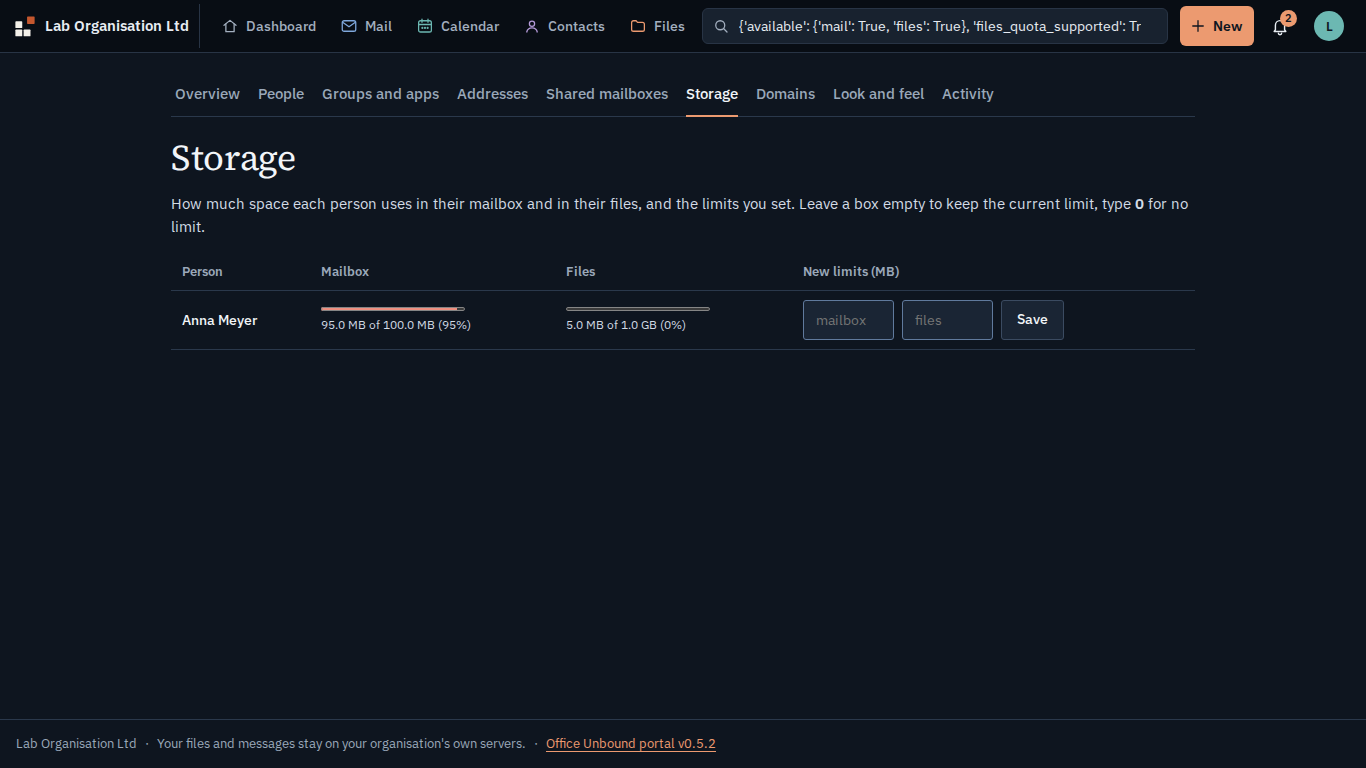 Lab Organisation Ltd
Dashboard
Mail
Calendar
Contacts
Files
{'available': {'mail': True, 'files': True}, 'files_quota_supported': Tr
New
2
L
Overview
People
Groups and apps
Addresses
Shared mailboxes
Storage
Domains
Look and feel
Activity
Storage
How much space each person uses in their mailbox and in their files, and the limits you set. Leave a box empty to keep the current limit, type 0 for no
limit.
Person
Mailbox
Files
New limits (MB)
Anna Meyer
95.0 MB of 100.0 MB (95%)
5.0 MB of 1.0 GB (0%)
mailbox
files
Save
Lab Organisation Ltd · Your files and messages stay on your organisation's own servers. · Office Unbound portal v0.5.2